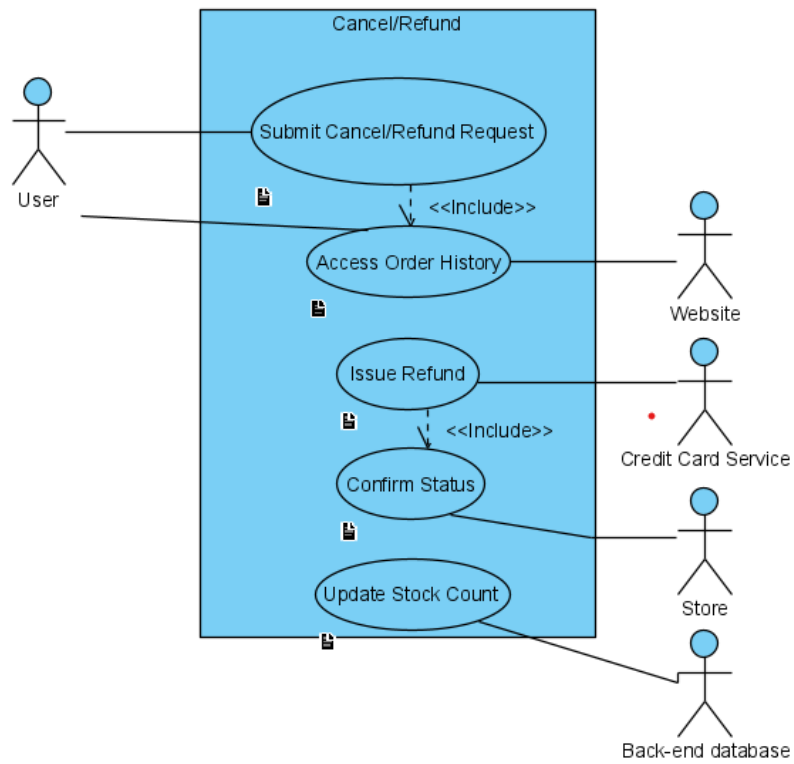 Cancel/Refund
Submit Cancel/Refund Request
User
<<Include>>
Access Order History
Website
Issue Refund
<<Include>>
Credit Card Service
Confirm Status
Update Stock Count
Store
Back-end database